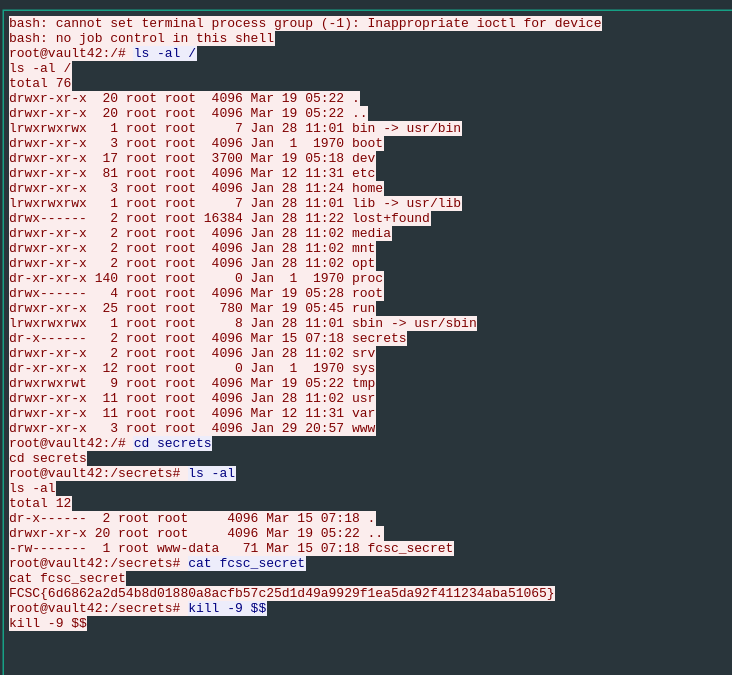 bash: cannot set terminal process group (-1): Inappropriate ioctl for device
bash: no job control in this shell
root@vault42:/# ls -al /
ls -al /
total 76
drwxr-xr-x  20 root root  4096 Mar 19 05:22 .
drwxr-xr-x  20 root root  4096 Mar 19 05:22 ..
lrwxrwxrwx   1 root root     7 Jan 28 11:01 bin -> usr/bin
drwxr-xr-x   3 root root  4096 Jan  1  1970 boot
drwxr-xr-x  17 root root  3700 Mar 19 05:18 dev
drwxr-xr-x  81 root root  4096 Mar 12 11:31 etc
drwxr-xr-x   3 root root  4096 Jan 28 11:24 home
lrwxrwxrwx   1 root root     7 Jan 28 11:01 lib -> usr/lib
drwx------   2 root root 16384 Jan 28 11:22 lost+found
drwxr-xr-x   2 root root  4096 Jan 28 11:02 media
drwxr-xr-x   2 root root  4096 Jan 28 11:02 mnt
drwxr-xr-x   2 root root  4096 Jan 28 11:02 opt
dr-xr-xr-x 140 root root     0 Jan  1  1970 proc
drwx------   4 root root  4096 Mar 19 05:28 root
drwxr-xr-x  25 root root   780 Mar 19 05:45 run
lrwxrwxrwx   1 root root     8 Jan 28 11:01 sbin -> usr/sbin
dr-x------   2 root root  4096 Mar 15 07:18 secrets
drwxr-xr-x   2 root root  4096 Jan 28 11:02 srv
dr-xr-xr-x  12 root root     0 Jan  1  1970 sys
drwxrwxrwt   9 root root  4096 Mar 19 05:22 tmp
drwxr-xr-x  11 root root  4096 Jan 28 11:02 usr
drwxr-xr-x  11 root root  4096 Mar 12 11:31 var
drwxr-xr-x   3 root root  4096 Jan 29 20:57 www
root@vault42:/# cd secrets
cd secrets
root@vault42:/secrets# ls -al
ls -al
total 12
dr-x------  2 root root     4096 Mar 15 07:18 .
drwxr-xr-x 20 root root     4096 Mar 19 05:22 ..
-rw-------  1 root www-data   71 Mar 15 07:18 fcsc_secret
root@vault42:/secrets# cat fcsc_secret
cat fcsc_secret
FCSC{6d6862a2d54b8d01880a8acfb57c25d1d49a9929f1ea5da92f411234aba51065}
root@vault42:/secrets# kill -9 $$
kill -9 $$